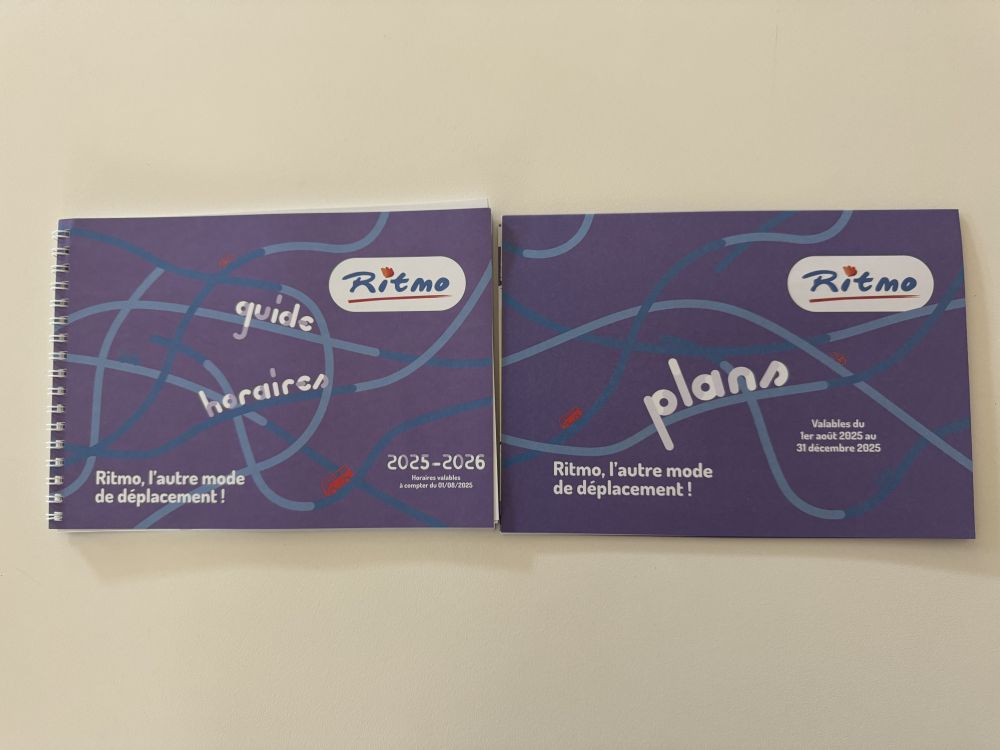 Ritmo
guide
horaires
2025-2026
Horaires valables
à compter du 01/08/2025
Ritmo, l'autre mode
de déplacement !
Ritmo
plans
Valables du
1er août 2025 au
31 décembre 2025
Ritmo, l'autre mode
de déplacement !